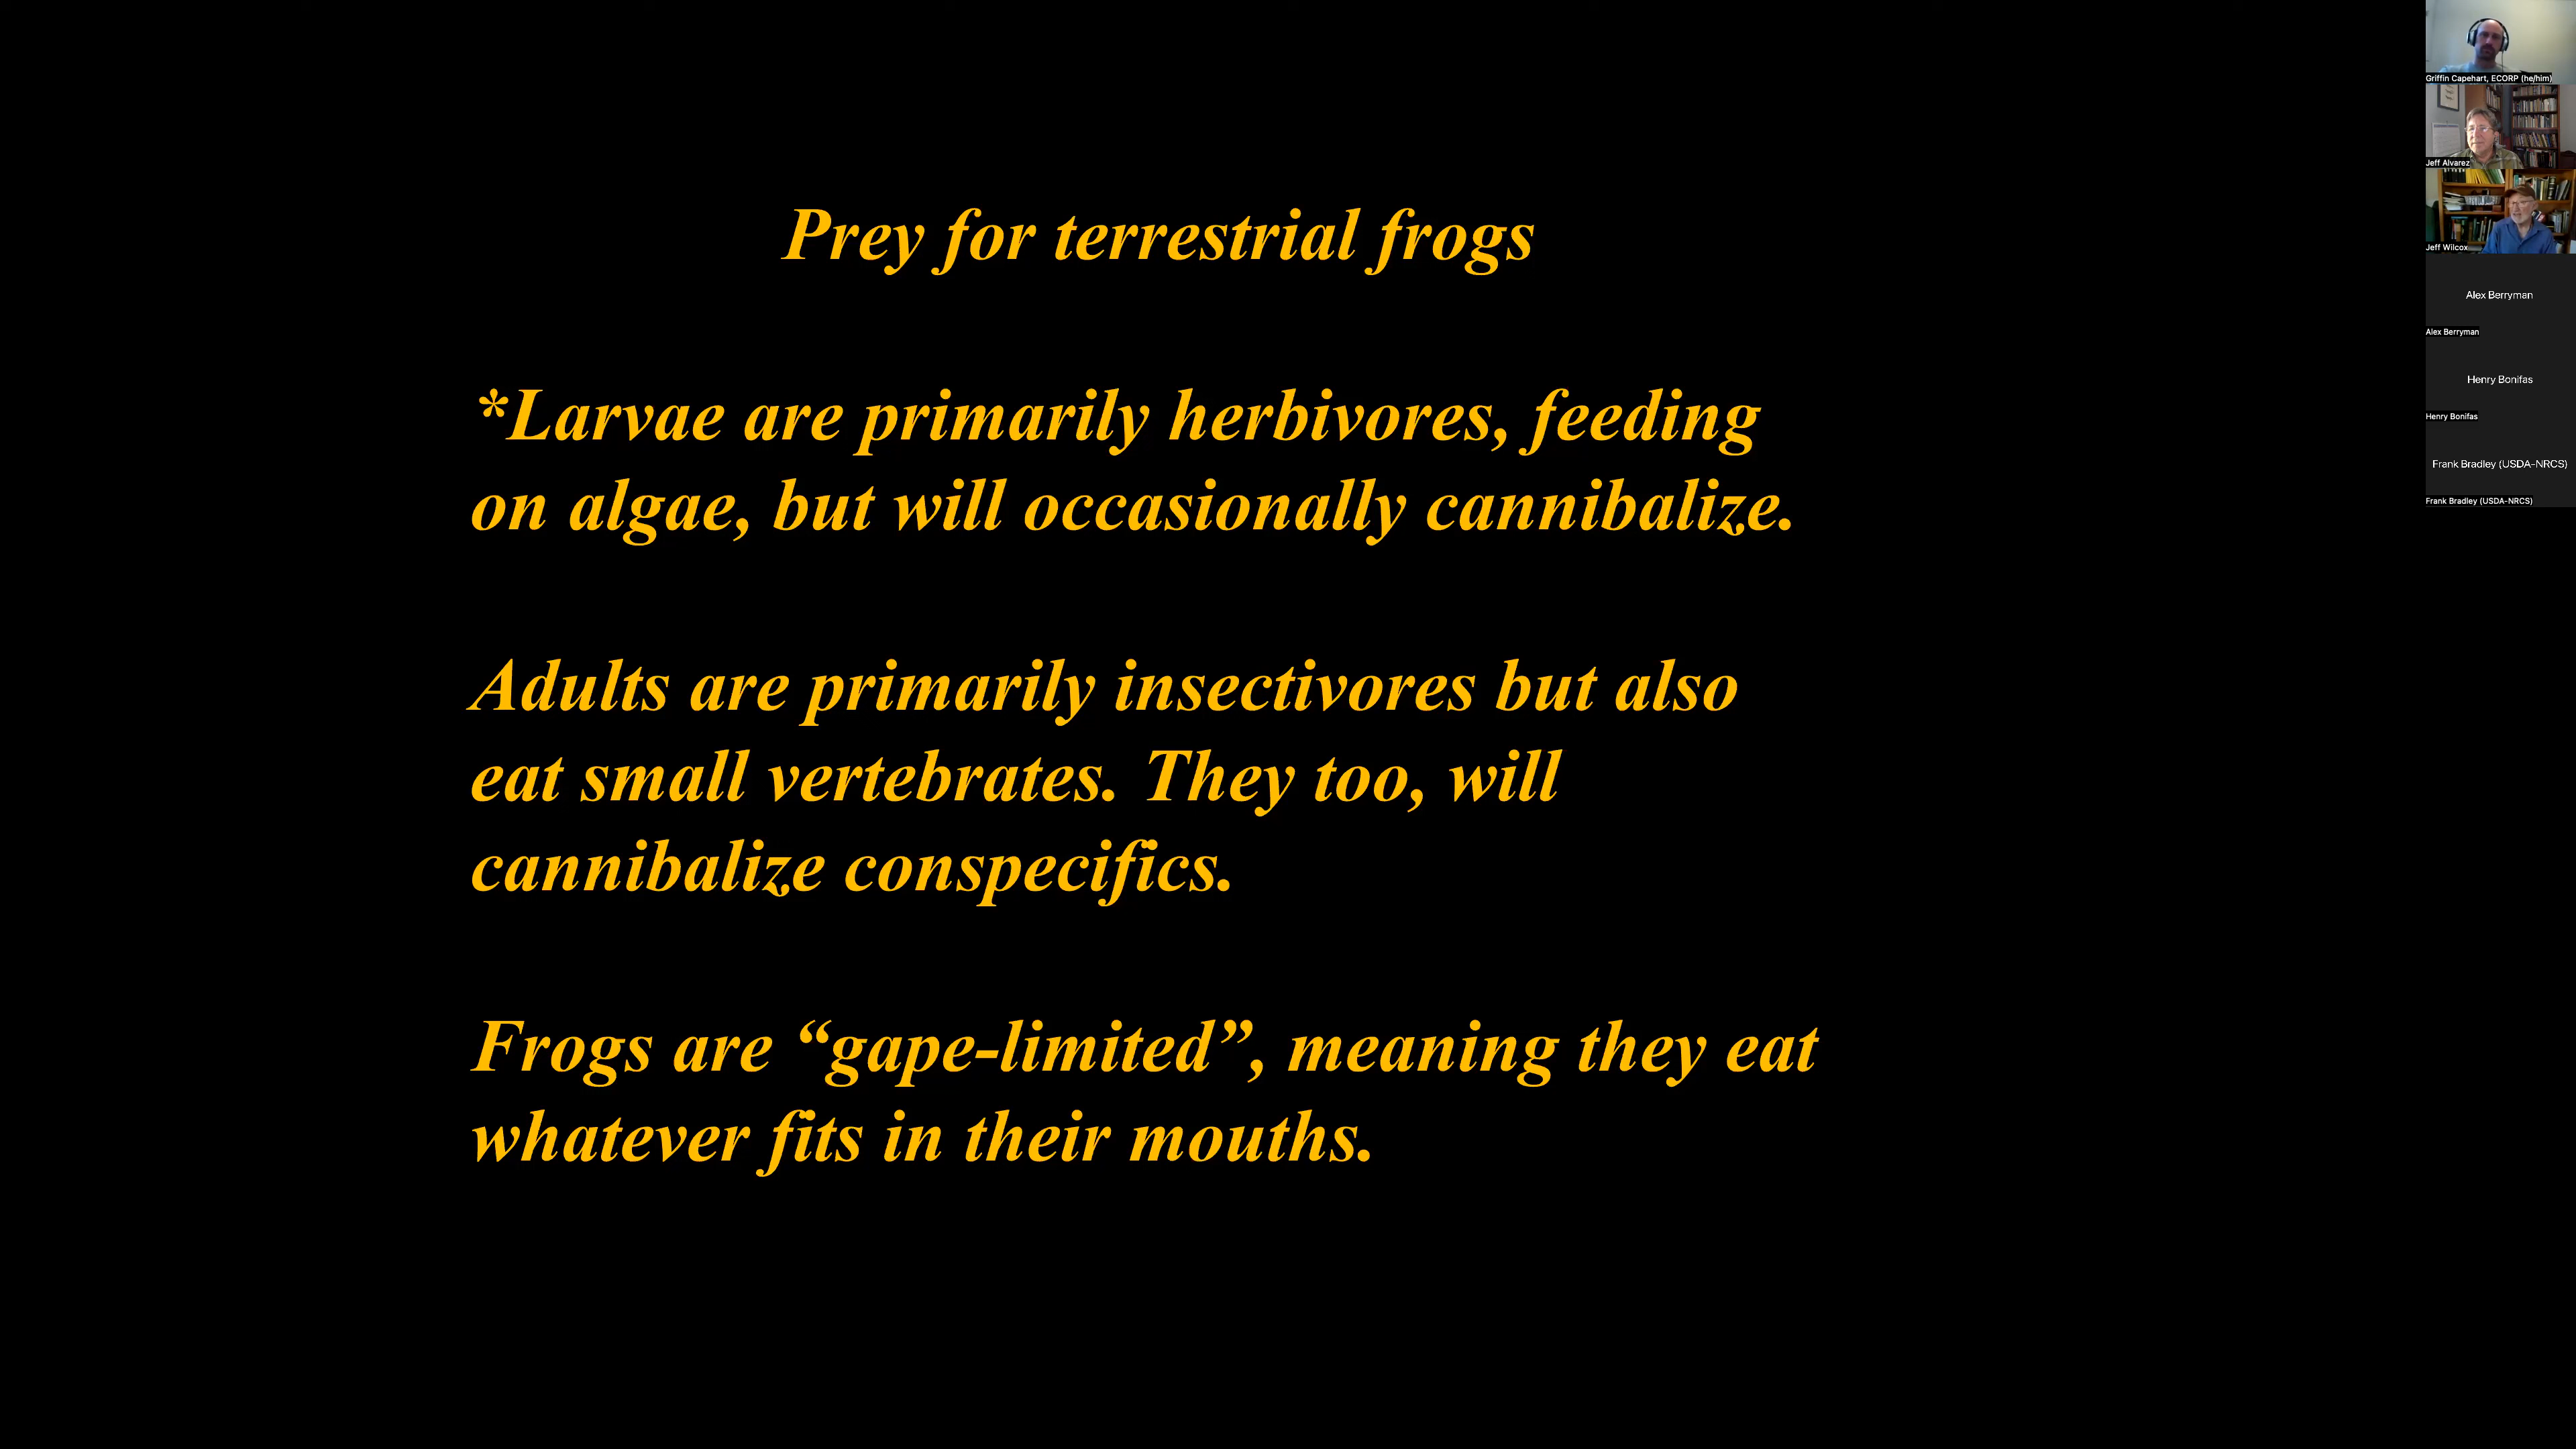 Prey for terrestrial frogs
*Larvae are primarily herbivores, feeding
on algae, but will occasionally cannibalize.
Adults are primarily insectivores but also
eat small vertebrates. They too, will
cannibalize conspecifics.
Frogs are “gape-limited”, meaning they eat
whatever fits in their mouths.
Griffin Capehart, ECORP (he/him)
Jeff Alvarez
Jeff Wilcox
Alex Berryman
Alex Berryman
Henry Bonifas
Henry Bonifas
Frank Bradley (USDA-NRCS)
Frank Bradley (USDA-NRCS)